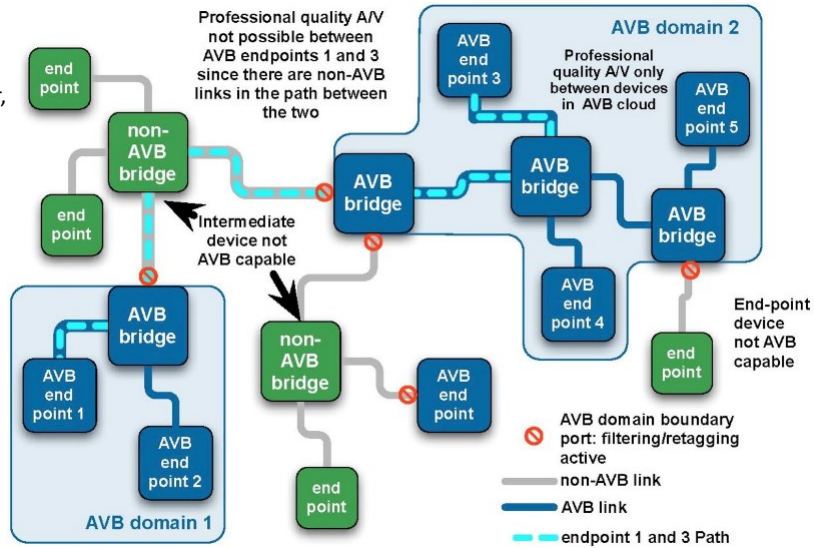 Professional quality A/V
not possible between
AVB endpoints 1 and 3
since there are non-AVB
links in the path between
the two
AVB domain 2
end
point
non-
AVB
bridge
end
point
AVB
end
point 3
Professional
quality A/V only
between devices
in AVB cloud
AVB
end
point 5
AVB
bridge
AVB
bridge
AVB
bridge
AVB
end
point 4
Intermediate
device not
AVB capable
AVB
bridge
AVB
end
point 1
AVB
end
point 2
AVB domain 1
non-
AVB
bridge
AVB
end
point
end
point
end
point
End-point
device
not AVB
capable
AVB domain boundary
port: filtering/retagging
active
non-AVB link
AVB link
endpoint 1 and 3 Path